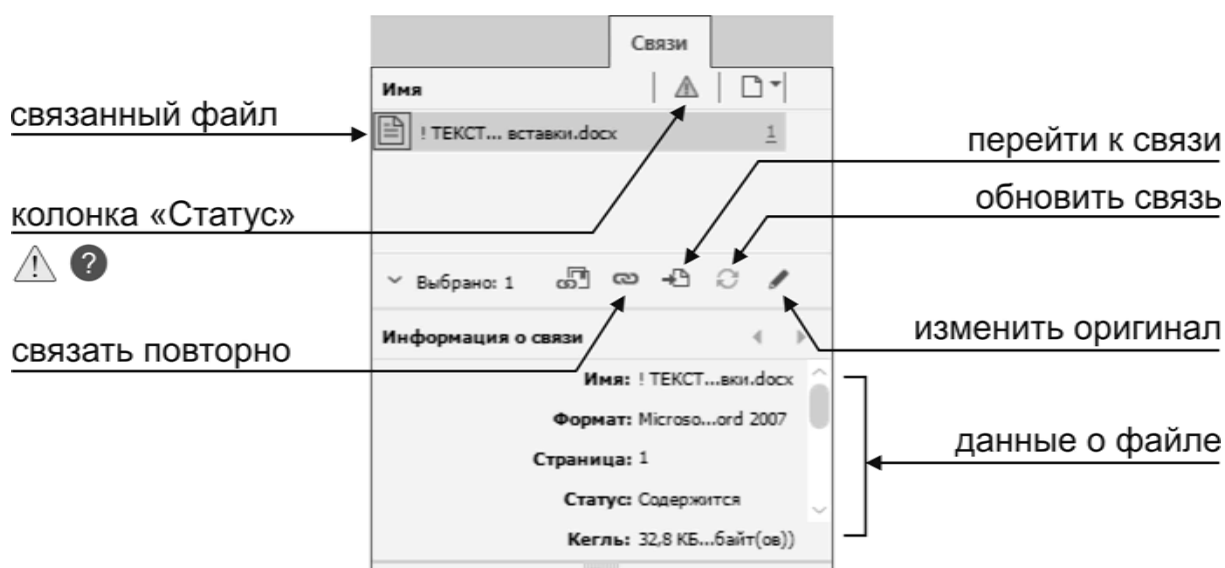 Связи
Имя
связанный файл
! ТЕКСТ... вставки.docx 1
перейти к связи
обновить связь
колонка «Статус»
Выбрано: 1
изменить оригинал
Информация о связи
связать повторно
Имя: ! ТЕКСТ...вки.docx
Формат: Microso...ord 2007
данные о файле
Страница: 1
Статус: Содержится
Кегль: 32,8 КБ...байт(ов))